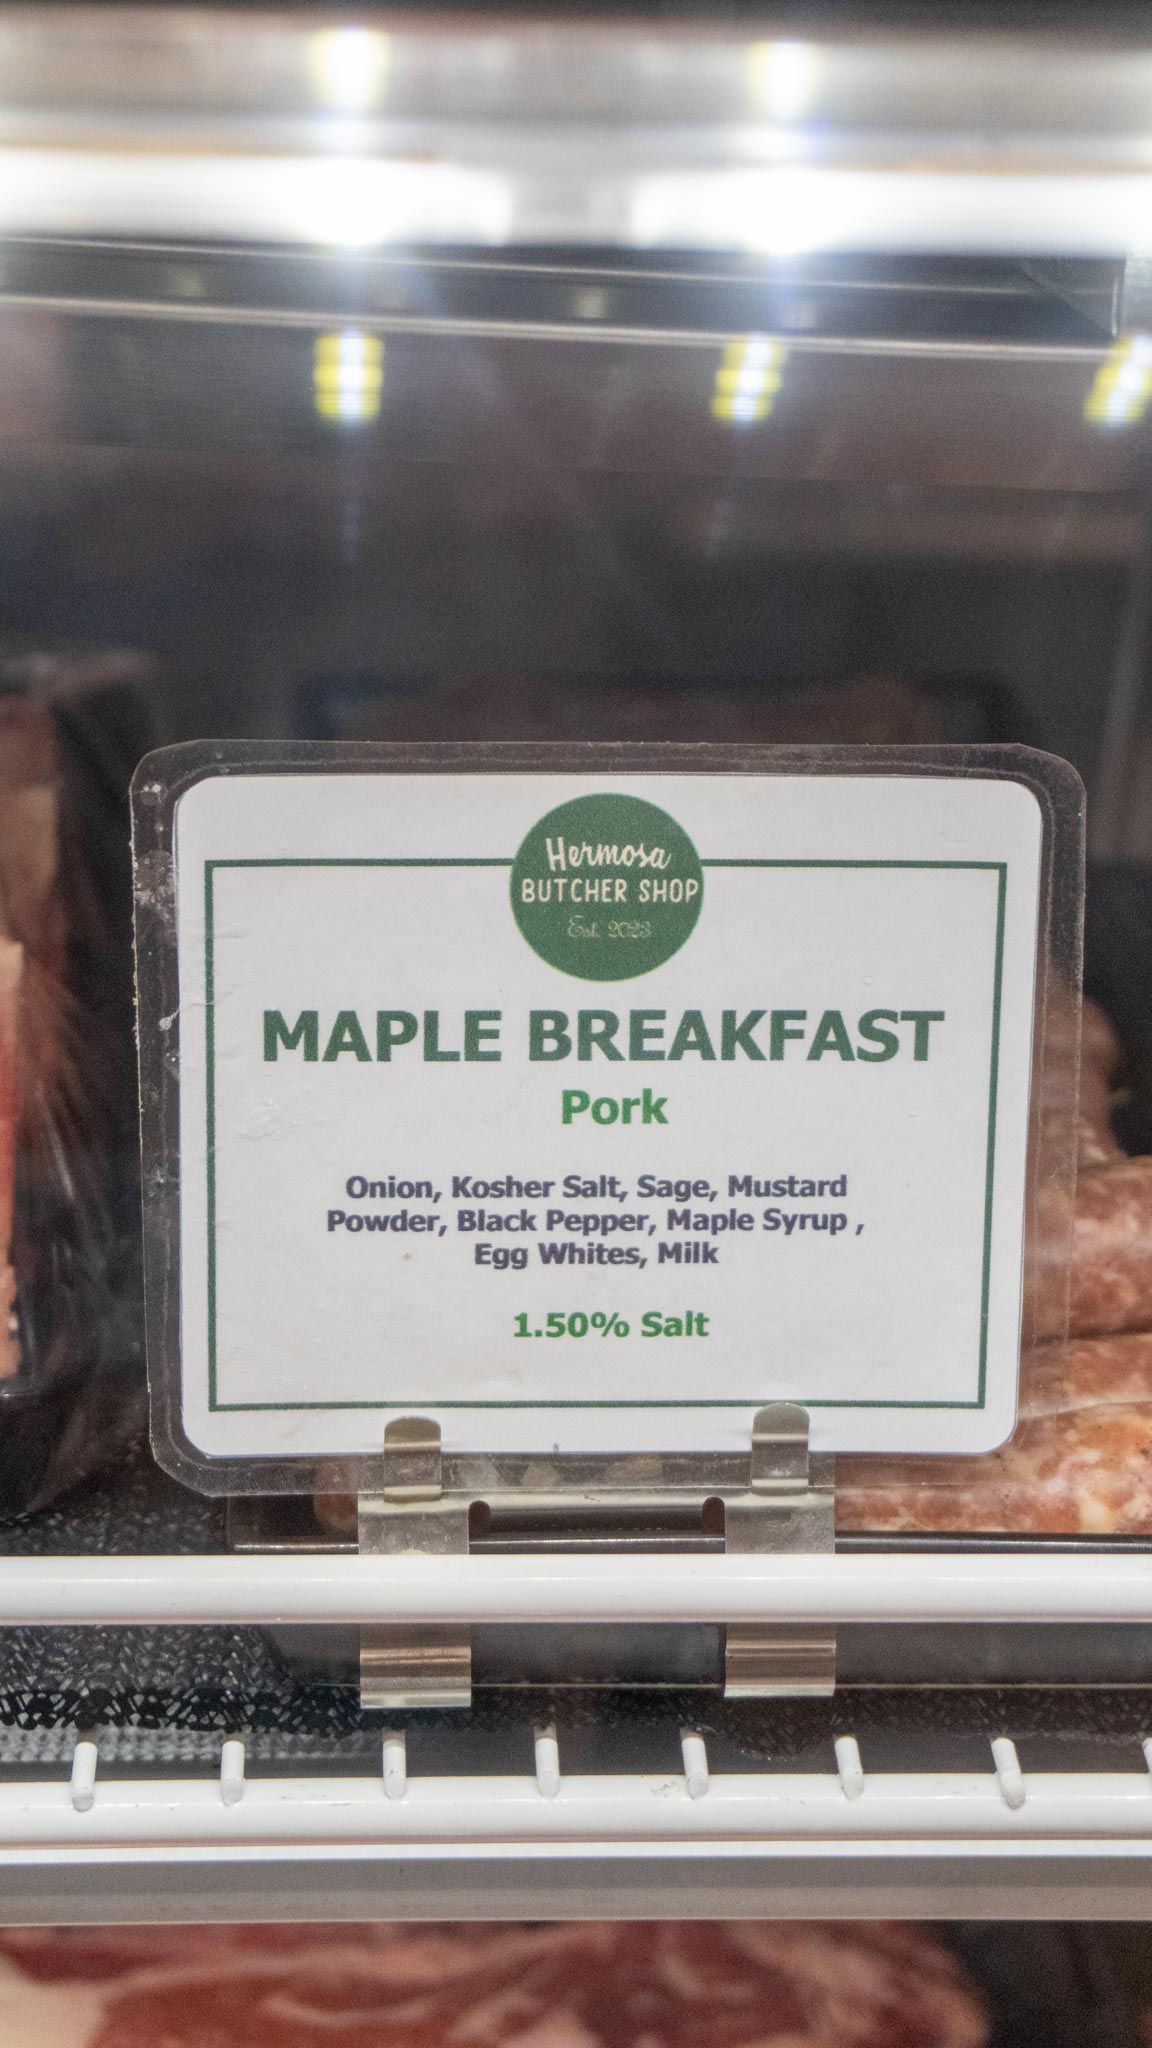 Hermosa
BUTCHER SHOP
Est. 2023
MAPLE BREAKFAST
Pork
Onion, Kosher Salt, Sage, Mustard
Powder, Black Pepper, Maple Syrup ,
Egg Whites, Milk
1.50% Salt